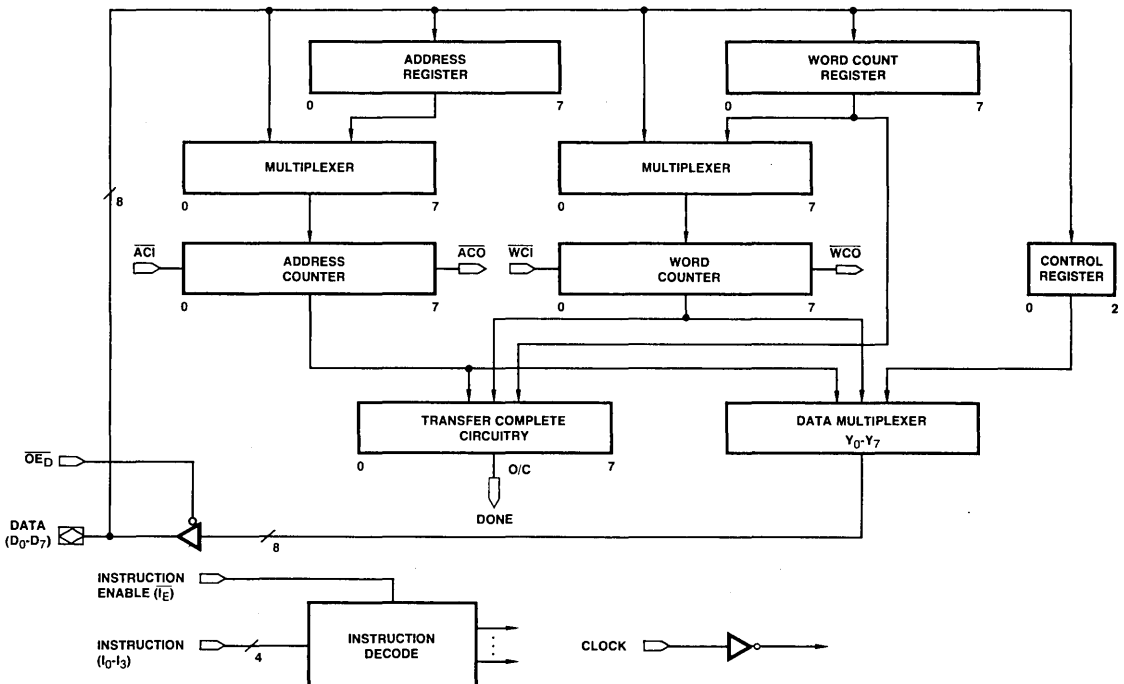 ADDRESS
REGISTER
0 7
WORD COUNT
REGISTER
0 7
MULTIPLEXER
0 7
MULTIPLEXER
0 7
8
ACI
ADDRESS
COUNTER
0 7
ACO
WCI
WORD
COUNTER
0 7
WCO
CONTROL
REGISTER
0 2
TRANSFER COMPLETE
CIRCUITRY
0 7
O/C
DONE
DATA MULTIPLEXER
Y0-Y7
OED
DATA
(D0-D7)
8
INSTRUCTION
ENABLE (IE)
INSTRUCTION
(I0-I3)
4
INSTRUCTION
DECODE
CLOCK